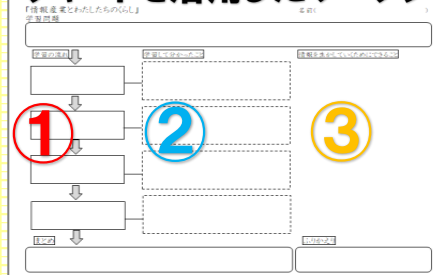 『情報産業とわたしたちのくらし』
名前(　　　)
学習問題
学習の流れ
学習して分かったこと
情報を生かしていくためにできること
①
②
③
まとめ
ふりかえり